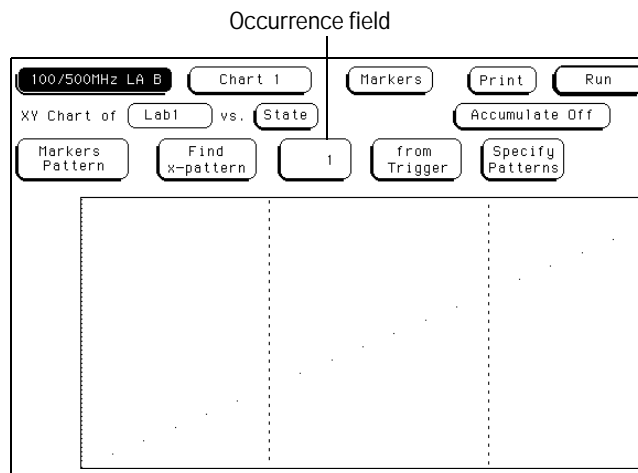 Occurrence field
100/500MHz LA B Chart 1 Markers Print Run
XY Chart of Lab1 vs. State Accumulate Off
Markers Pattern Find x-pattern 1 from Trigger Specify Patterns